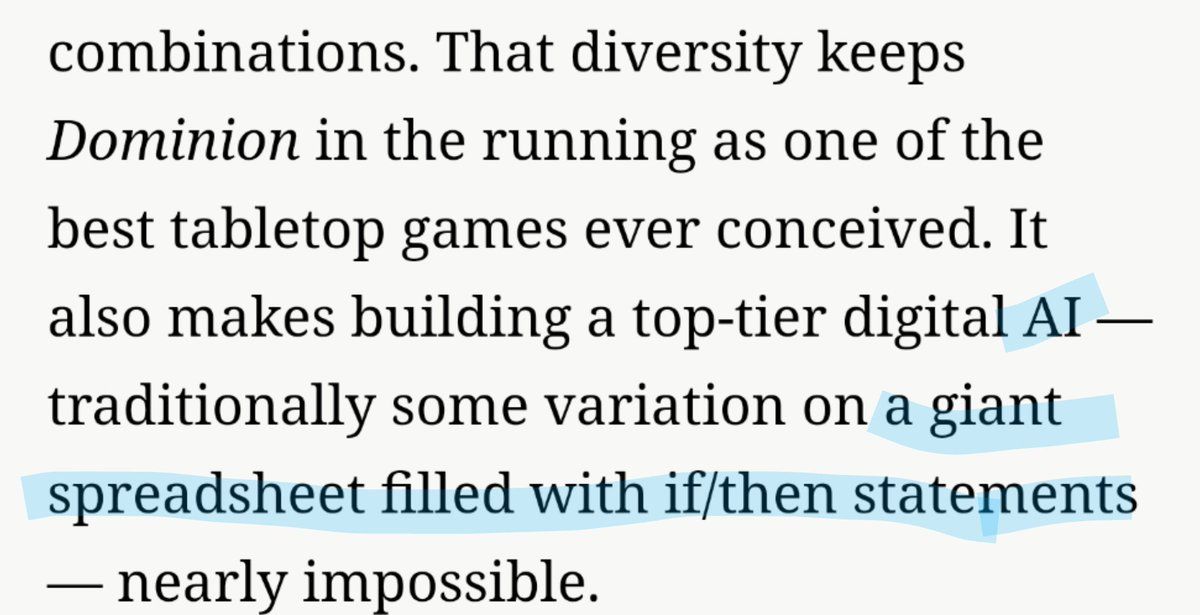 combinations. That diversity keeps
Dominion in the running as one of the
best tabletop games ever conceived. It
also makes building a top-tier digital AI —
traditionally some variation on a giant
spreadsheet filled with if/then statements
— nearly impossible.